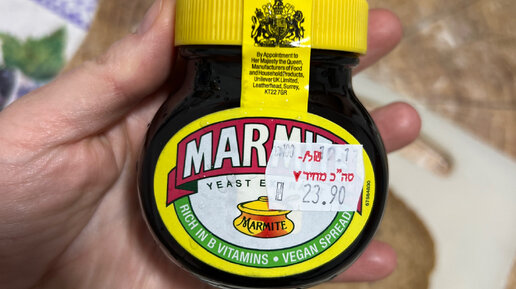 By Appointment to
Her Majesty the Queen,
Manufacturers of Food
and Household Products,
Unilever UK Limited,
Leatherhead, Surrey,
KT22 7GR
MARMITE
YEAST E
סה"כ מחיר
23.90
MARMITE
RICH IN B VITAMINS • VEGAN SPREAD